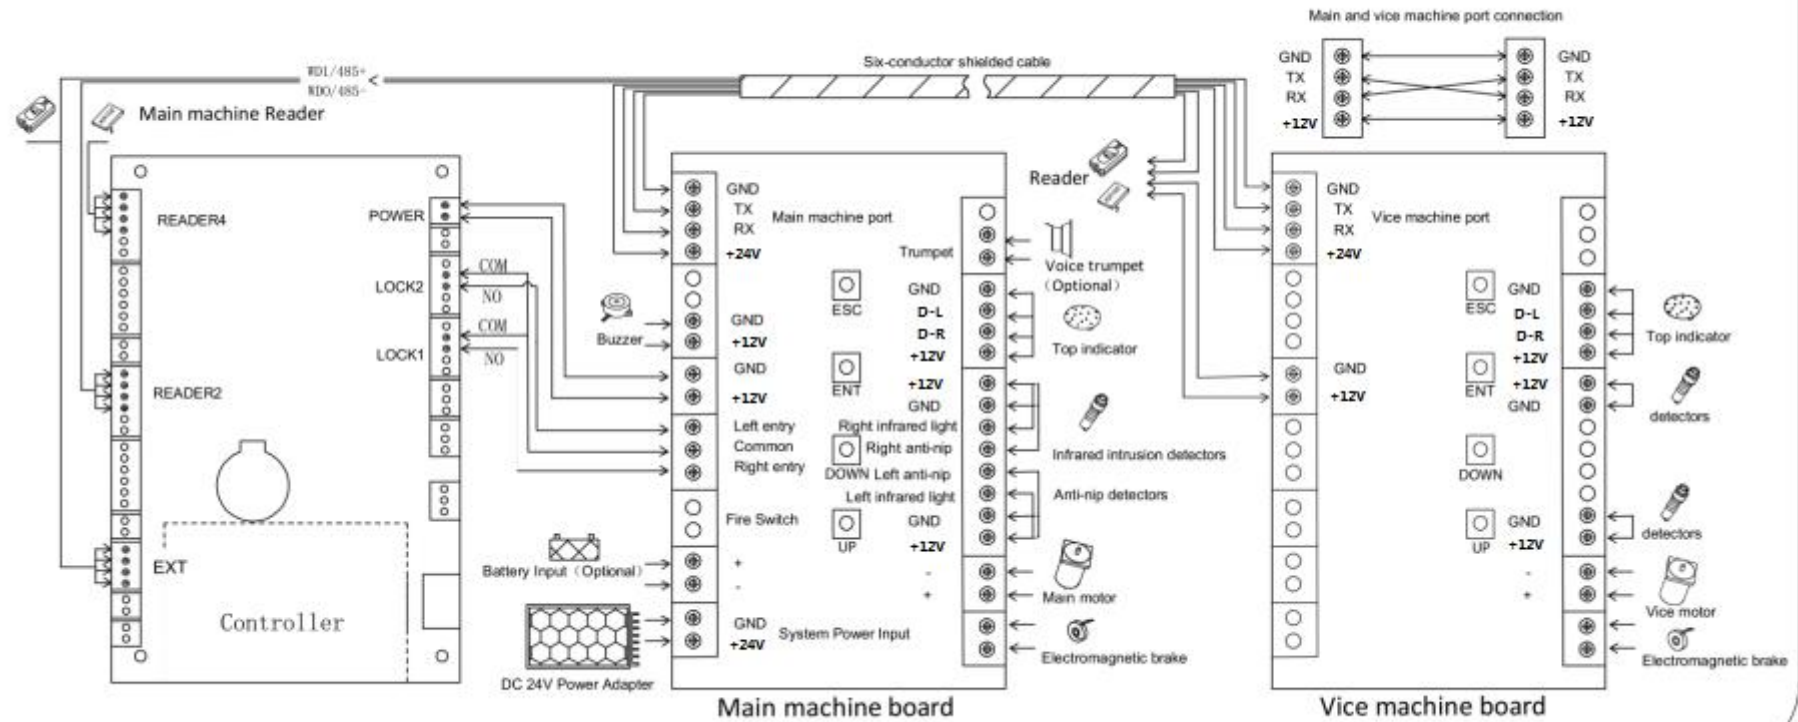 Main and vice machine port connection
GND
TX
RX
+12V
GND
TX
RX
+12V
Six-conductor shielded cable
WD1/485+
WD0/485-
Main machine Reader
READER4
READER2
EXT
Controller
POWER
LOCK2
LOCK1
COM
NO
COM
NO
Buzzer
Battery Input (Optional)
DC 24V Power Adapter
GND
TX
RX
+24V
Main machine port
GND
+12V
GND
+12V
Left entry
Common
Right entry
Fire Switch
+
-
GND
+24V
System Power Input
ESC
ENT
DOWN
UP
Trumpet
GND
D-L
D-R
+12V
+12V
GND
Right infrared light
Right anti-nip
Left anti-nip
Left infrared light
GND
+12V
-
+
Main machine board
Reader
Voice trumpet
(Optional)
Top indicator
Infrared intrusion detectors
Anti-nip detectors
Main motor
Electromagnetic brake
GND
TX
RX
+24V
Vice machine port
GND
+12V
ESC
ENT
DOWN
UP
GND
D-L
D-R
+12V
+12V
GND
GND
+12V
-
+
Top indicator
detectors
detectors
Vice motor
Electromagnetic brake
Vice machine board